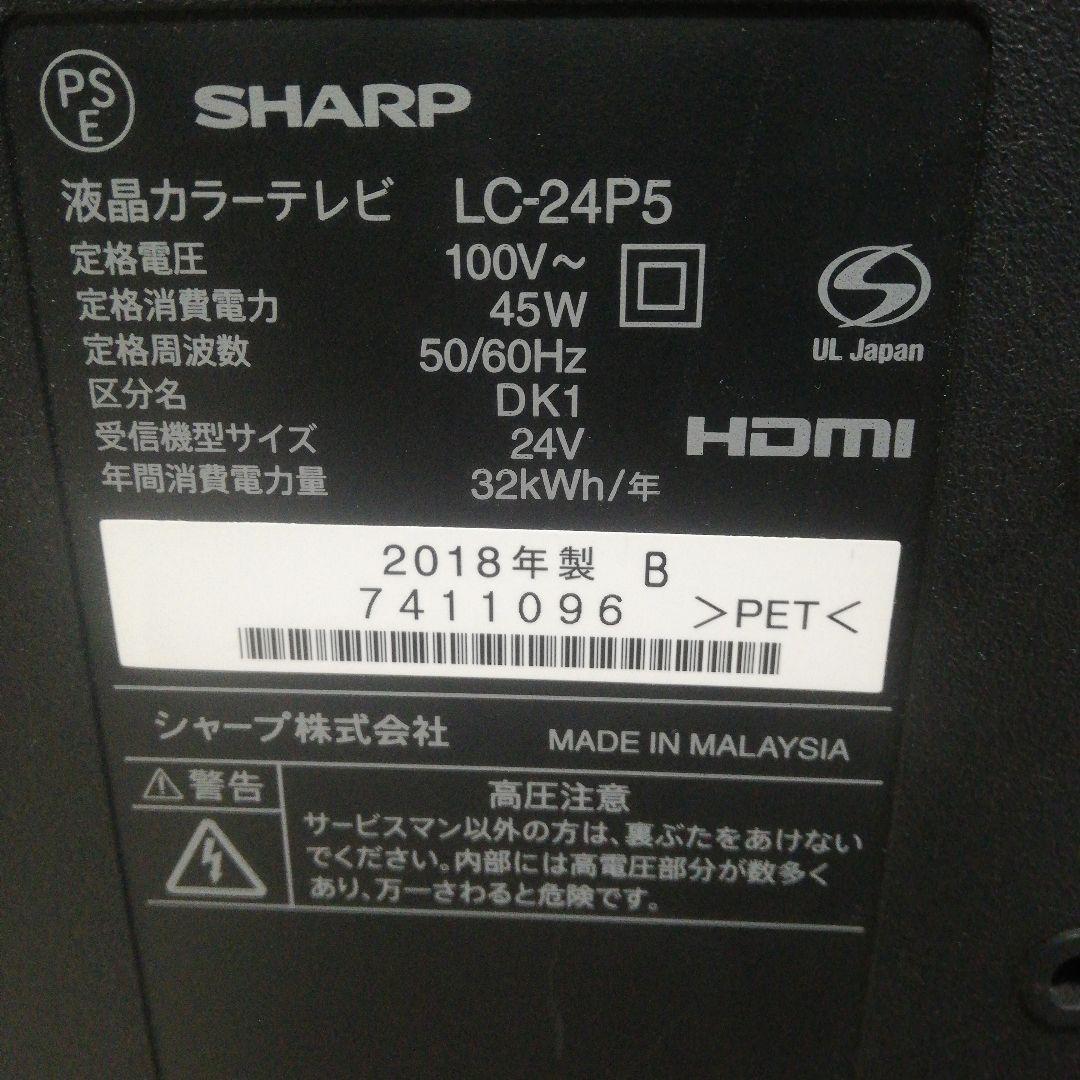 PSE SHARP
液晶カラーテレビ LC-24P5
定格電圧 100V~
定格消費電力 45W
定格周波数 50/60Hz
区分名 DK1
受信機型サイズ 24V
年間消費電力量 32kWh/年
S
UL Japan
HDMI
2018年製 B
7411096 >PET<
シャープ株式会社 MADE IN MALAYSIA
警告
高圧注意
サービスマン以外の方は、裏ぶたをあけない
でください。内部には高電圧部分が数多く
あり、万一さわると危険です。